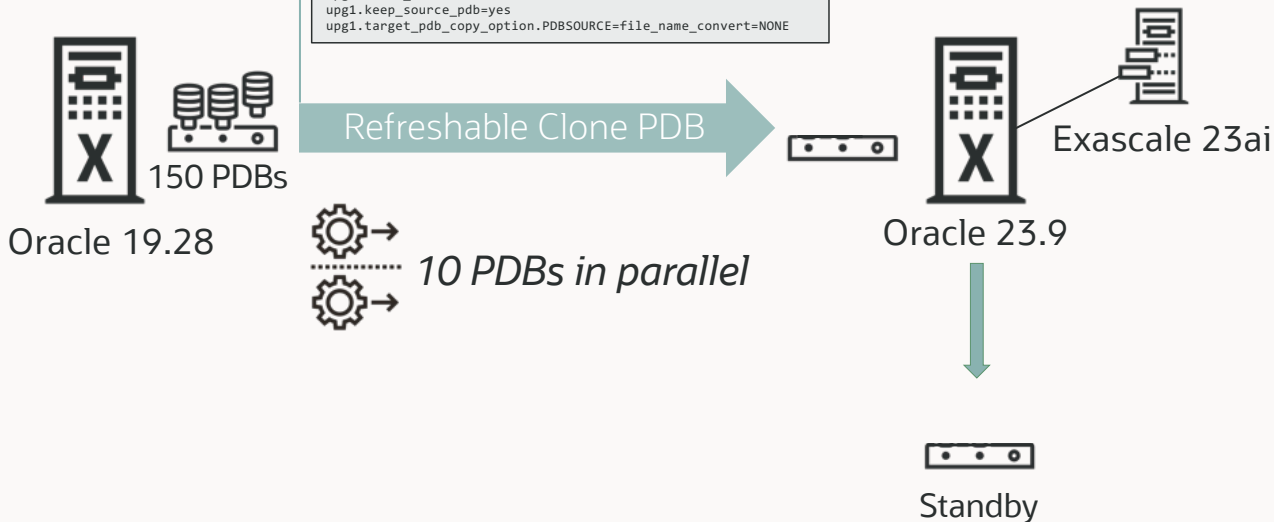 upg1.keep_source_pdb=yes
upg1.target_pdb_copy_option.PDBSOURCE=file_name_convert=NONE
Refreshable Clone PDB
150 PDBs
Exascale 23ai
Oracle 19.28
Oracle 23.9
10 PDBs in parallel
Standby
X
X